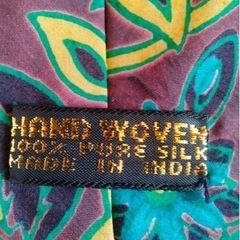 HAND WOVEN
100% PURE SILK
MADE IN INDIA